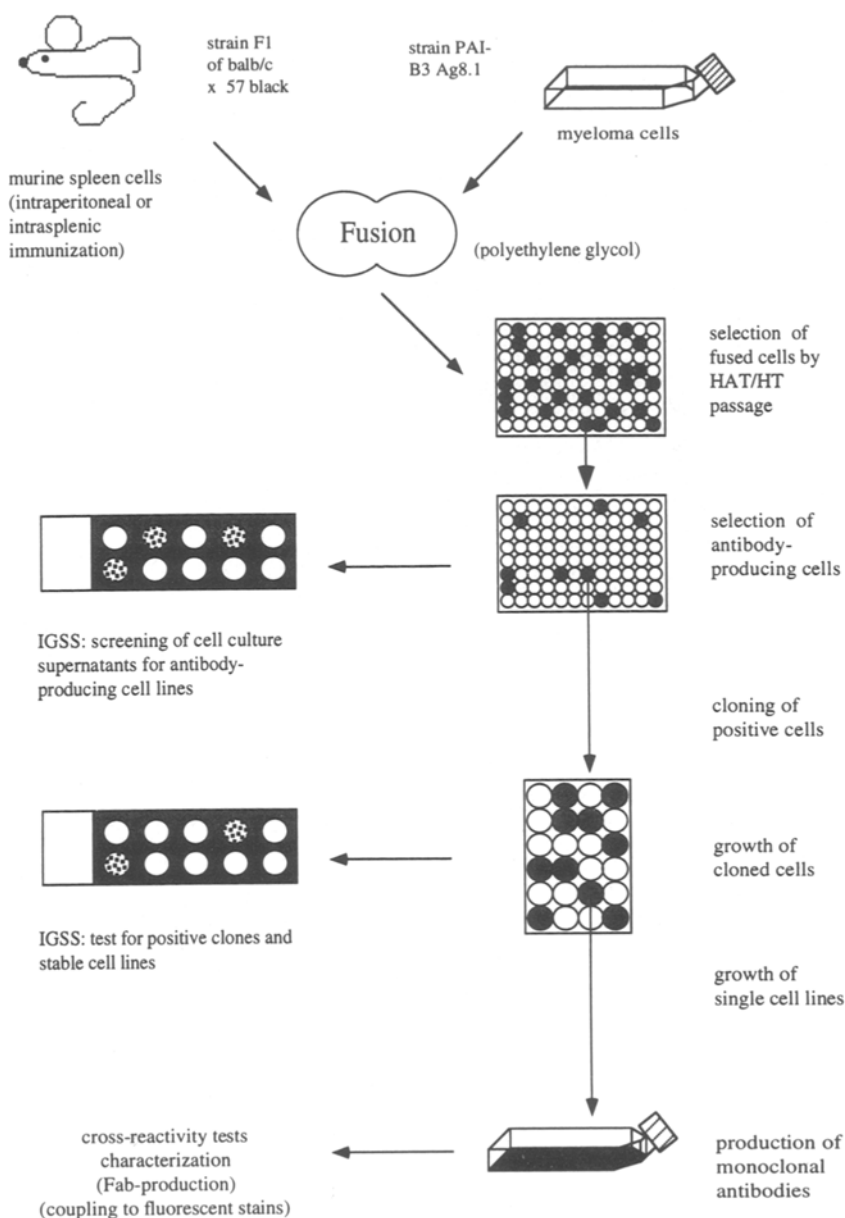 strain F1
of balb/c
x 57 black
strain PAI-
B3 Ag8.1
myeloma cells
murine spleen cells
(intraperitoneal or
intrasplenic
immunization)
Fusion
(polyethylene glycol)
selection of
fused cells by
HAT/HT
passage
selection of
antibody-
producing cells
IGSS: screening of cell culture
supernatants for antibody-
producing cell lines
cloning of
positive cells
growth of
cloned cells
IGSS: test for positive clones and
stable cell lines
growth of
single cell lines
cross-reactivity tests
characterization
(Fab-production)
(coupling to fluorescent stains)
production of
monoclonal
antibodies